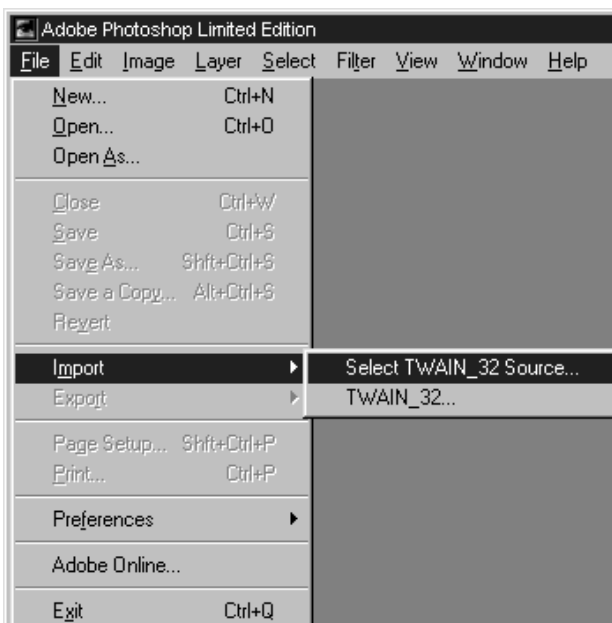 Adobe Photoshop Limited Edition
File Edit Image Layer Select Filter View Window Help
New... Ctrl+N
Open... Ctrl+O
Open As...
Close Ctrl+W
Save Ctrl+S
Save As... Shft+Ctrl+S
Save a Copy... Alt+Ctrl+S
Revert
Import Select TWAIN_32 Source...
Export TWAIN_32...
Page Setup... Shft+Ctrl+P
Print... Ctrl+P
Preferences
Adobe Online...
Exit Ctrl+Q